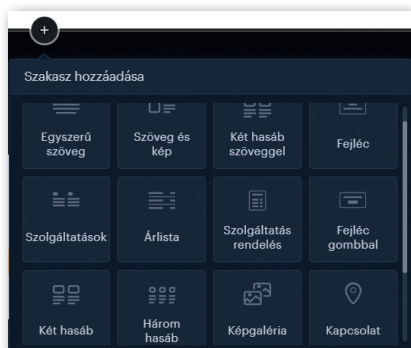 Szakasz hozzáadása
Egyszerű szöveg
Szöveg és kép
Két hasáb szöveggel
Fejléc
Szolgáltatások
Árlista
Szolgáltatás rendelés
Fejléc gombbal
Két hasáb
Három hasáb
Képgaléria
Kapcsolat